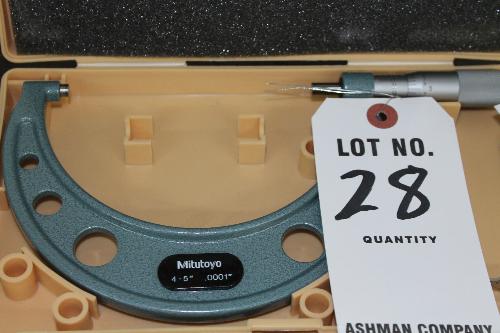 LOT NO.
28
QUANTITY
Mitutoyo
4-5" .0001"
ASHMAN COMPANY